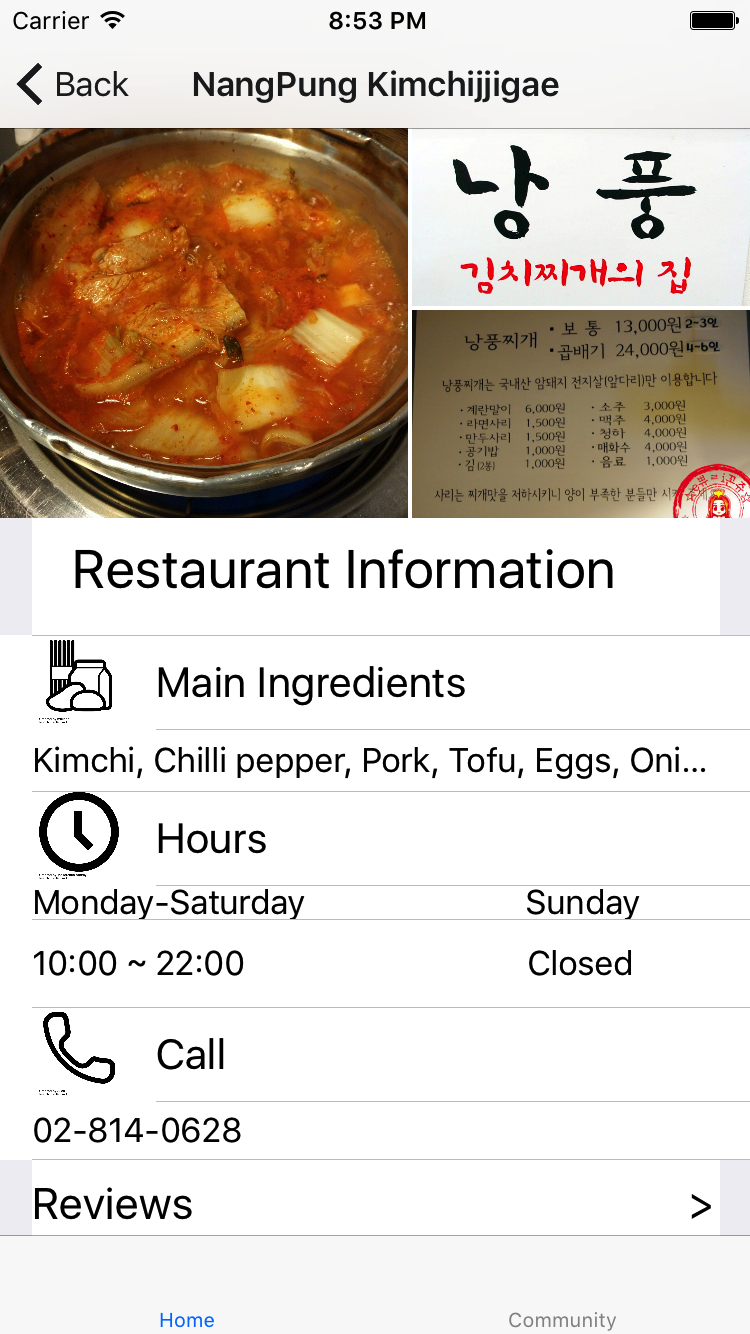 Carrier 8:53 PM
Back NangPung Kimchijjigae
낭풍
김치찌개의 집
낭풍찌개 · 보통 13,000원 2~3인
· 곱배기 24,000원 4~6인
낭풍찌개는 국내산 암돼지 전지살(앞다리)만 이용합니다
· 계란말이 6,000원 · 소주 3,000원
· 라면사리 1,500원 · 맥주 4,000원
· 만두사리 1,500원 · 청하 4,000원
· 공기밥 1,000원 · 매화수 4,000원
· 김(2봉) 1,000원 · 음료 1,000원
사리는 찌개맛을 저하시키니 양이 부족한 분들만
Restaurant Information
Main Ingredients
Kimchi, Chilli pepper, Pork, Tofu, Eggs, Oni...
Hours
Monday-Saturday Sunday
10:00 ~ 22:00 Closed
Call
02-814-0628
Reviews >
Home Community